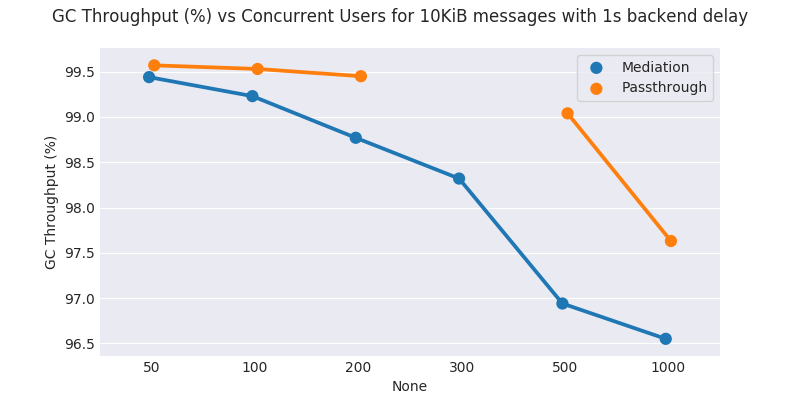 GC Throughput (%) vs Concurrent Users for 10KiB messages with 1s backend delay
Mediation
Passthrough
GC Throughput (%)
99.5
99.0
98.5
98.0
97.5
97.0
96.5
50 100 200 300 500 1000
None